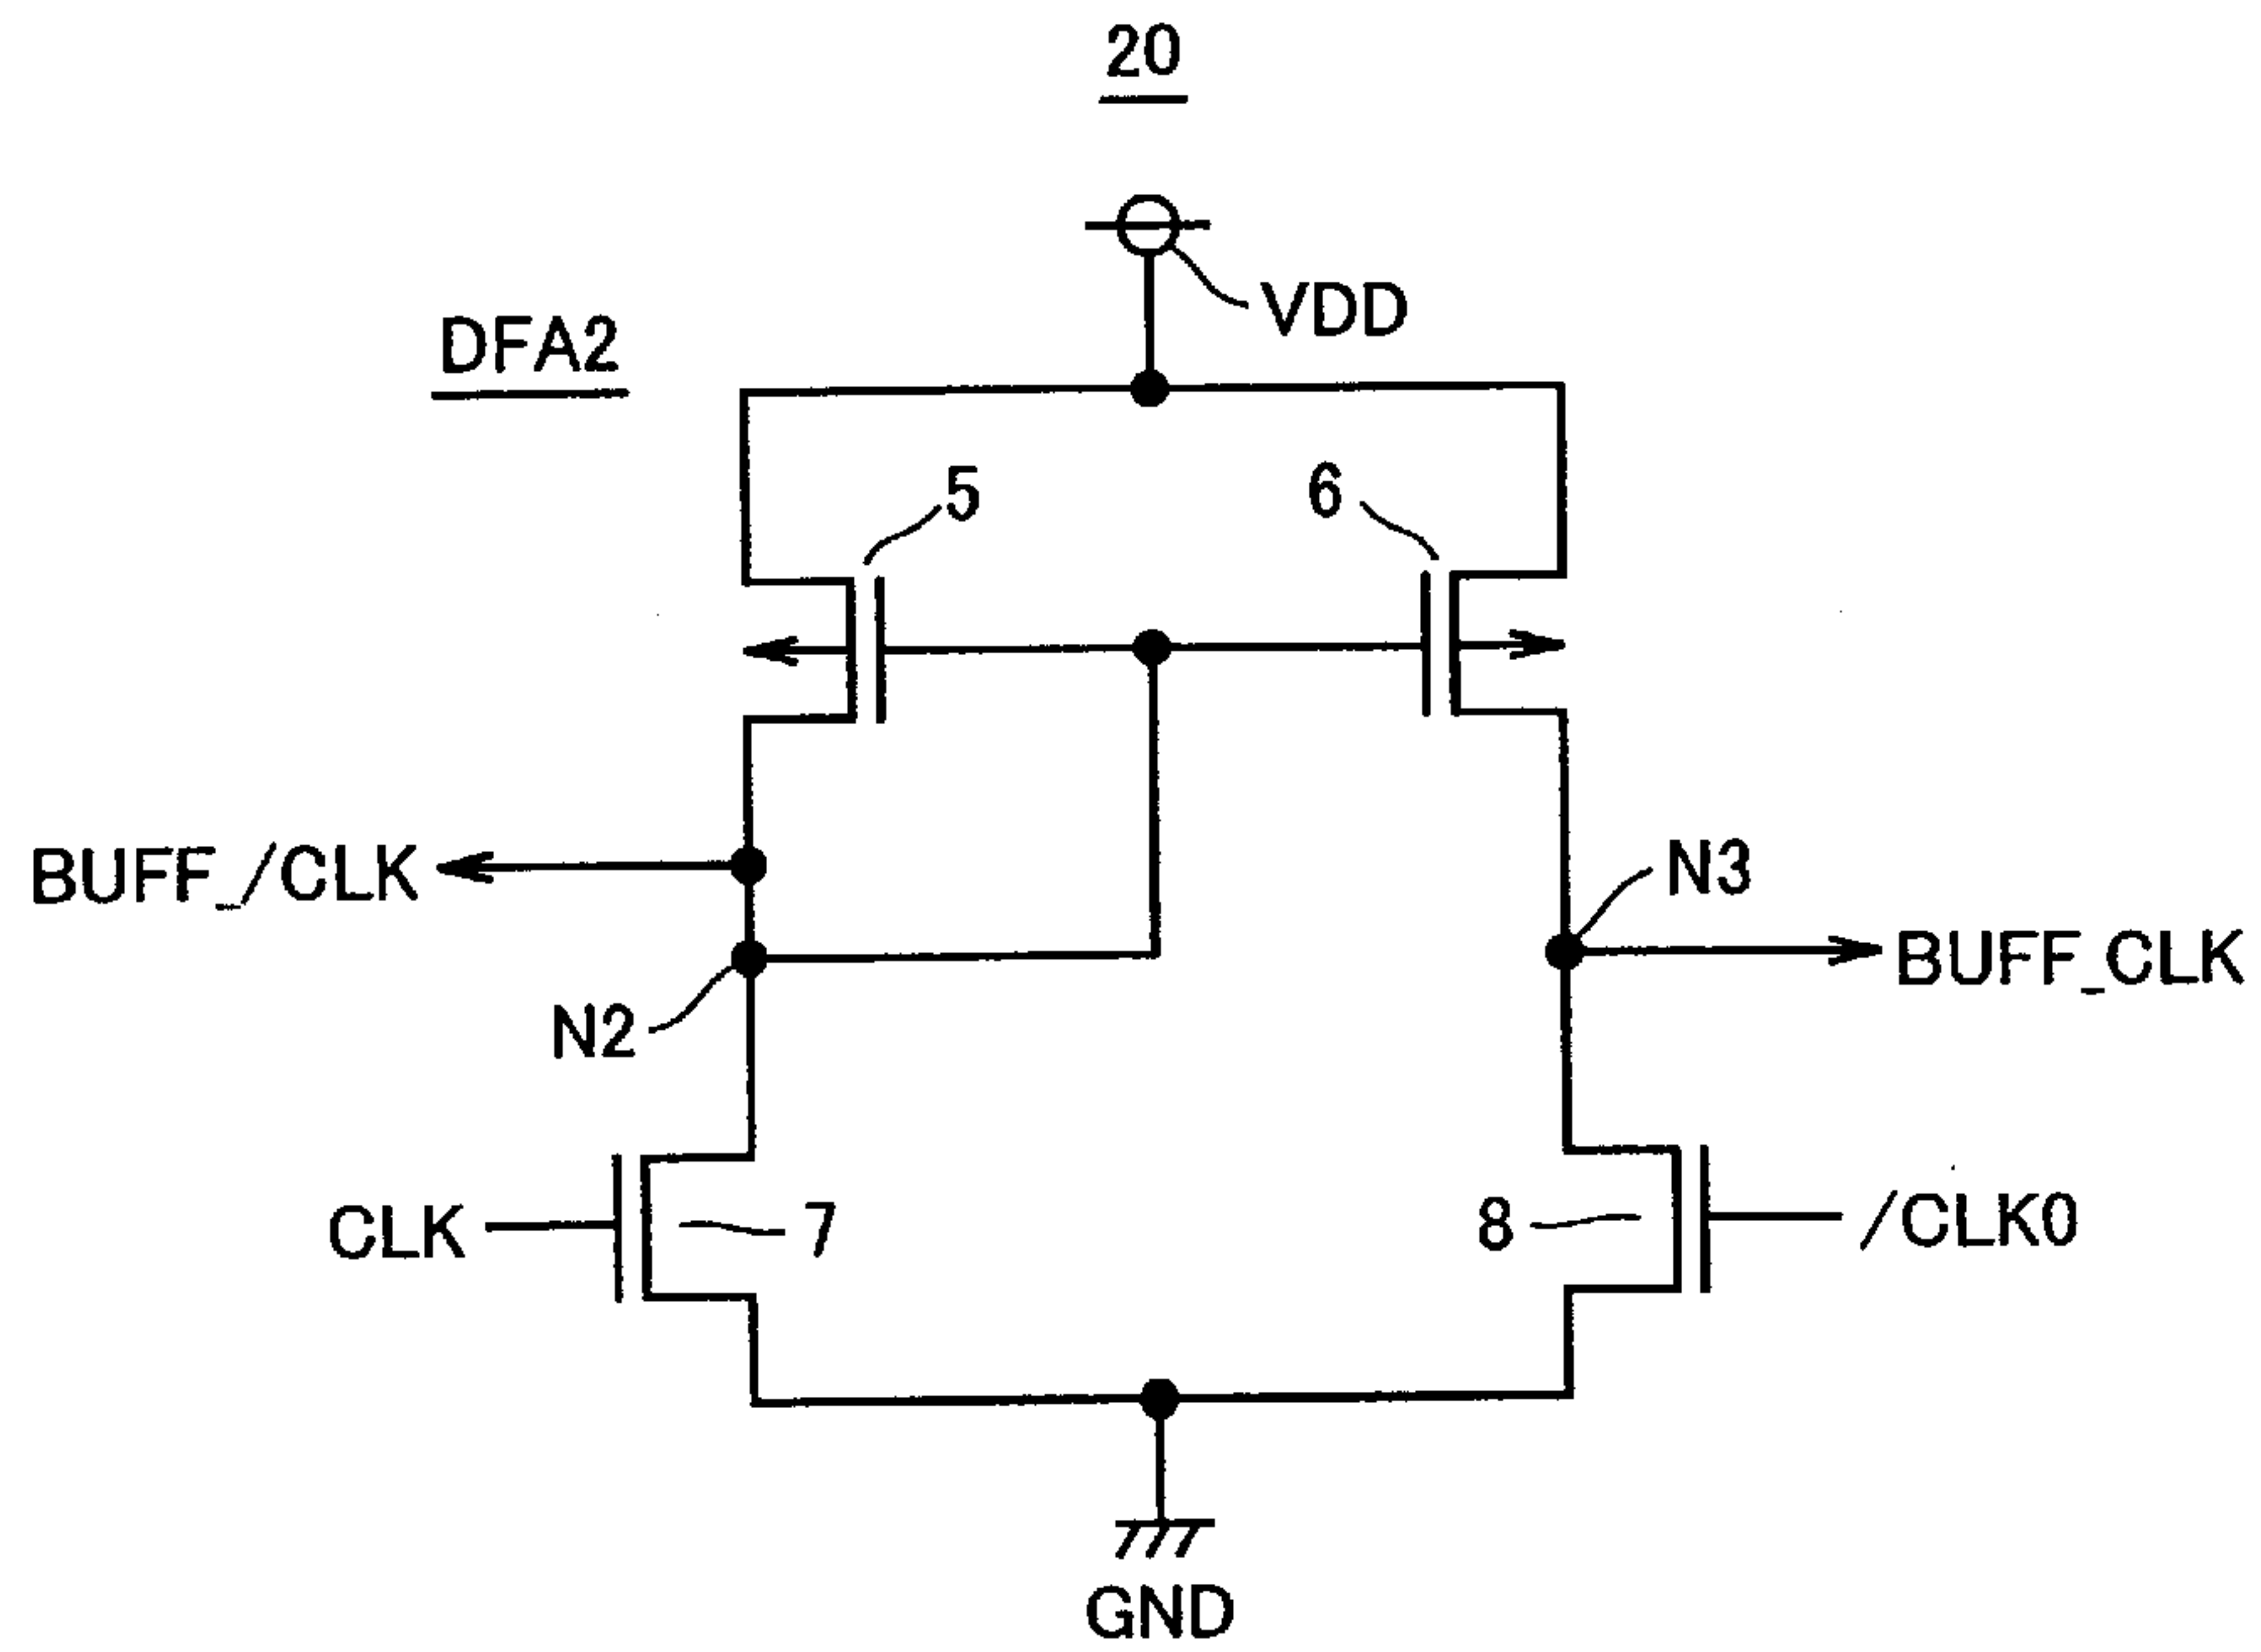 20
VDD
DFA2
5
6
BUFF_/CLK
N3
BUFF_CLK
N2
CLK
7
8
/CLK0
GND